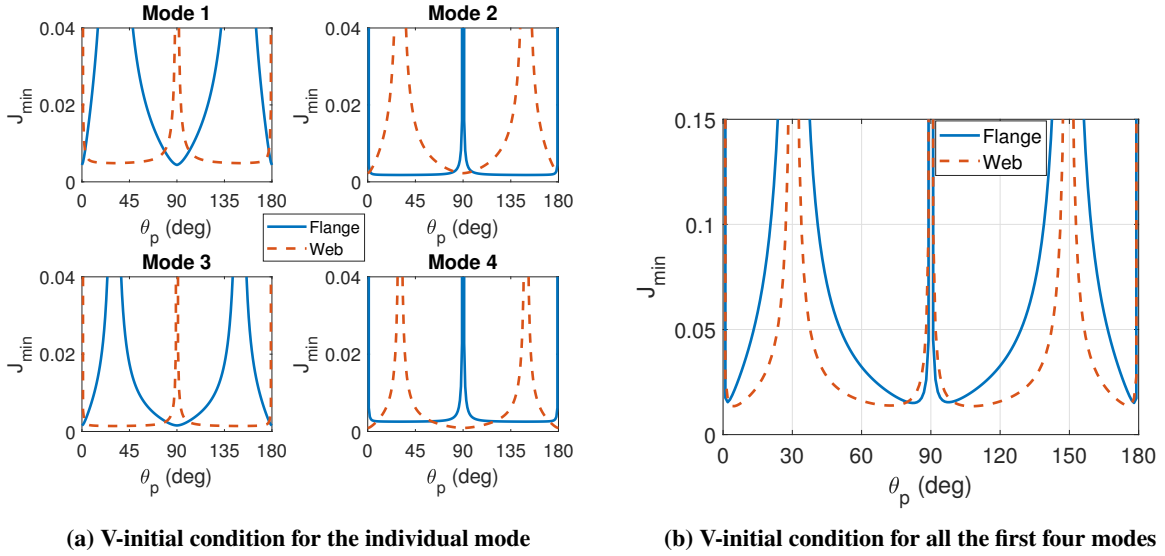 Mode 1
0.04
0.02
0
J_min
0 45 90 135 180
θ_p (deg)
Mode 2
0.04
0.02
0
J_min
0 45 90 135 180
θ_p (deg)
Flange
Web
Mode 3
0.04
0.02
0
J_min
0 45 90 135 180
θ_p (deg)
Mode 4
0.04
0.02
0
J_min
0 45 90 135 180
θ_p (deg)
(a) V-initial condition for the individual mode
0.15
0.1
0.05
0
J_min
Flange
Web
0 30 60 90 120 150 180
θ_p (deg)
(b) V-initial condition for all the first four modes